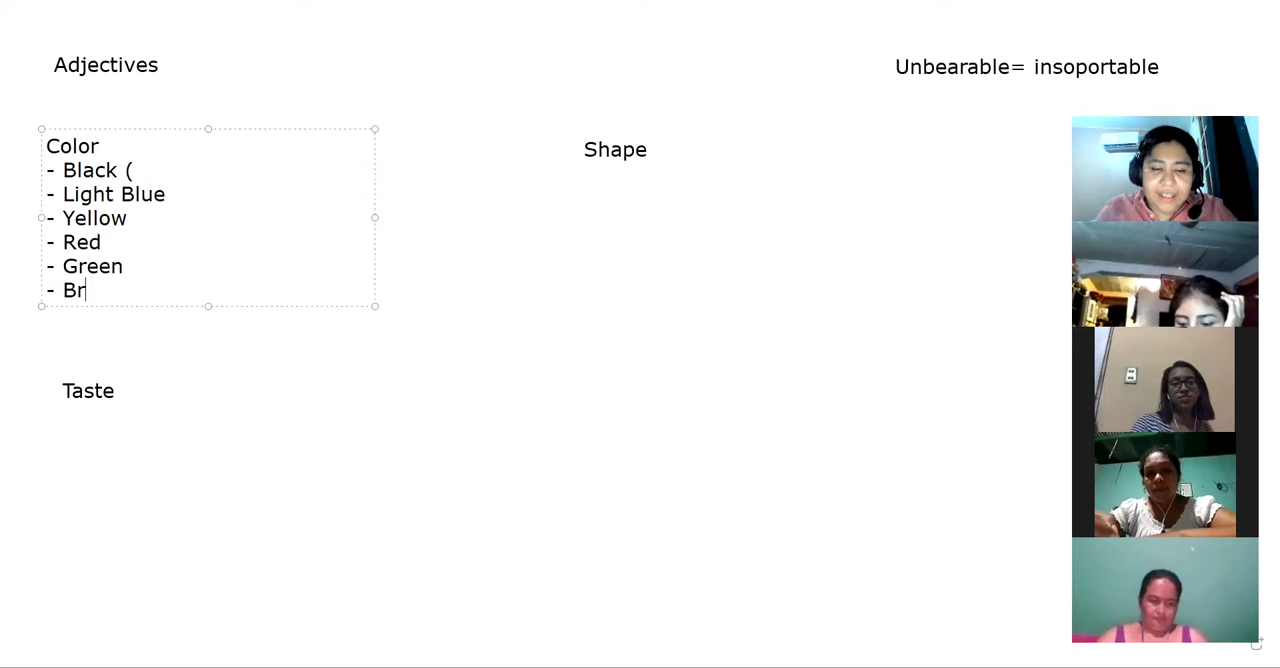 Adjectives
Unbearable= insoportable
Color
- Black (
- Light Blue
- Yellow
- Red
- Green
- Br
Shape
Taste